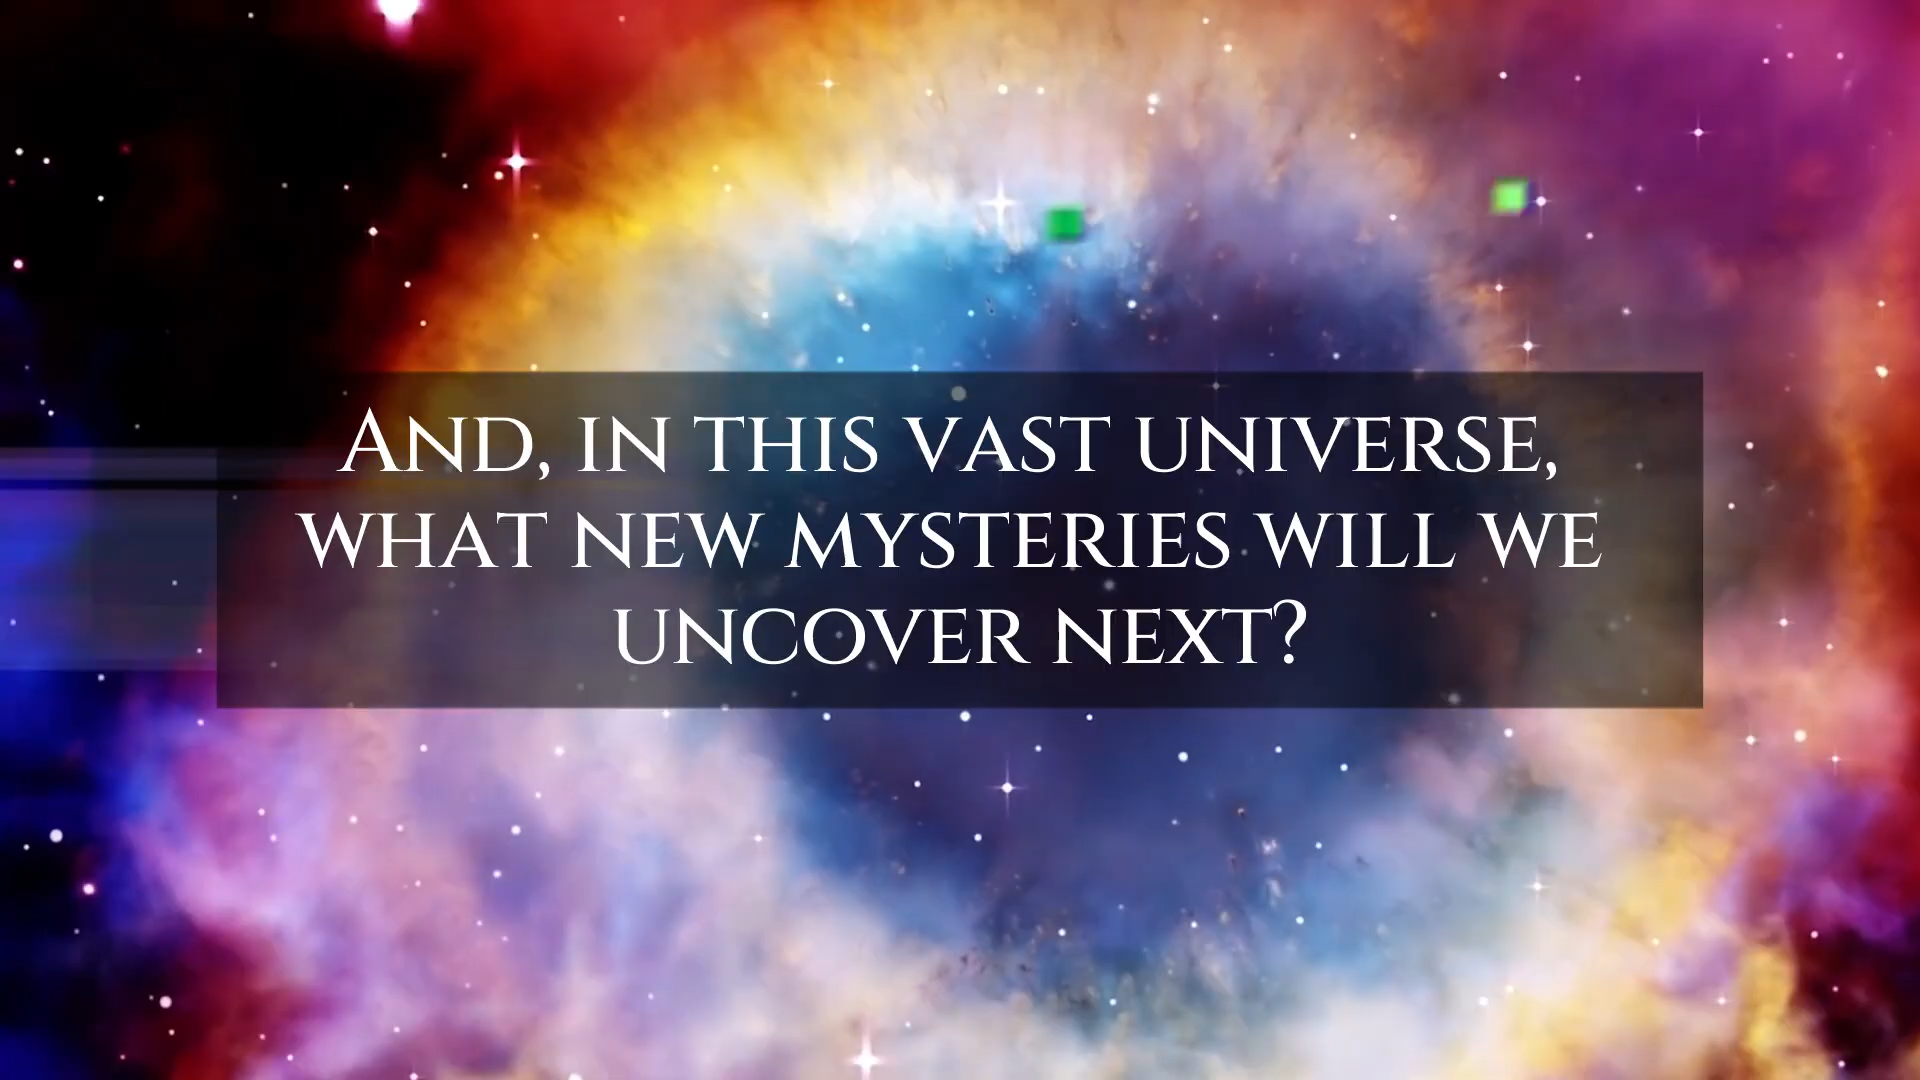 And, in this vast universe,
what new mysteries will we
uncover next?